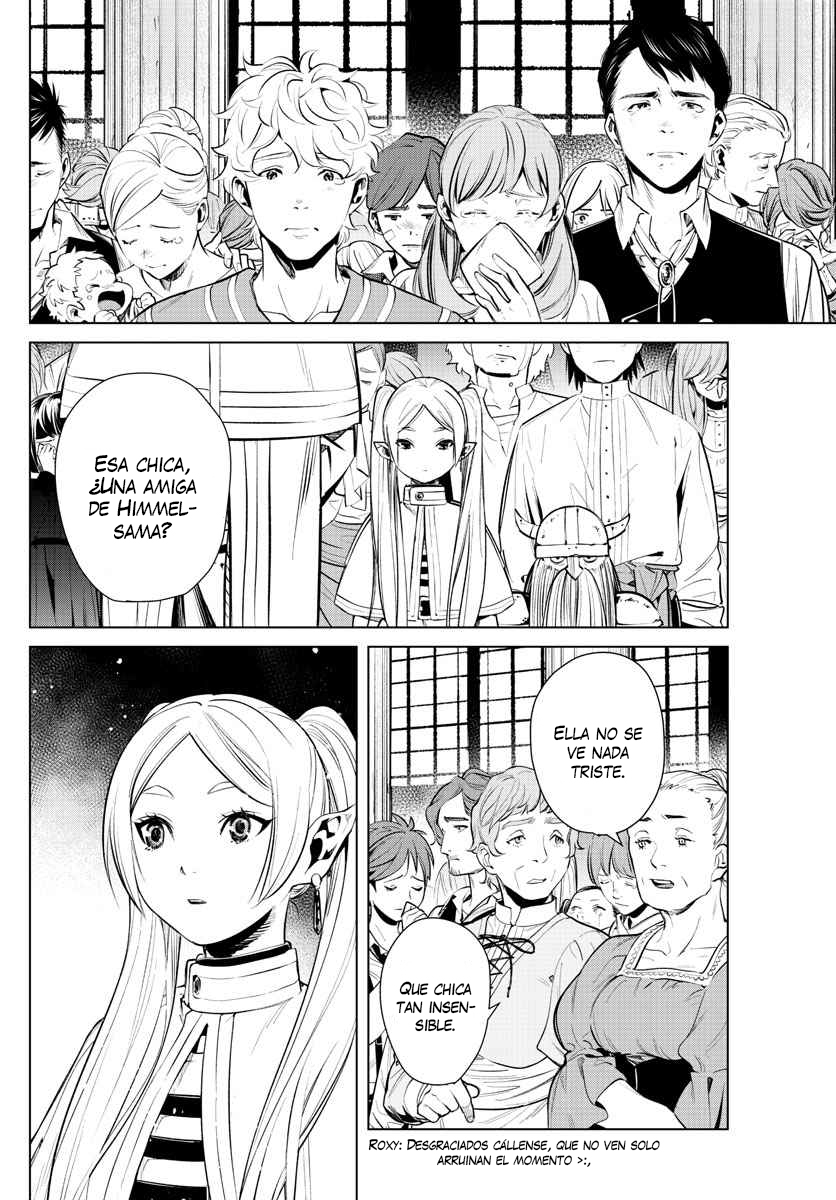 ESA CHICA,
¿UNA AMIGA
DE HIMMEL-
SAMA?
ELLA NO SE
VE NADA
TRISTE.
QUE CHICA
TAN INSEN-
SIBLE.
ROXY: DESGRACIADOS CÁLLENSE, QUE NO VEN SOLO
ARRUINAN EL MOMENTO >:,